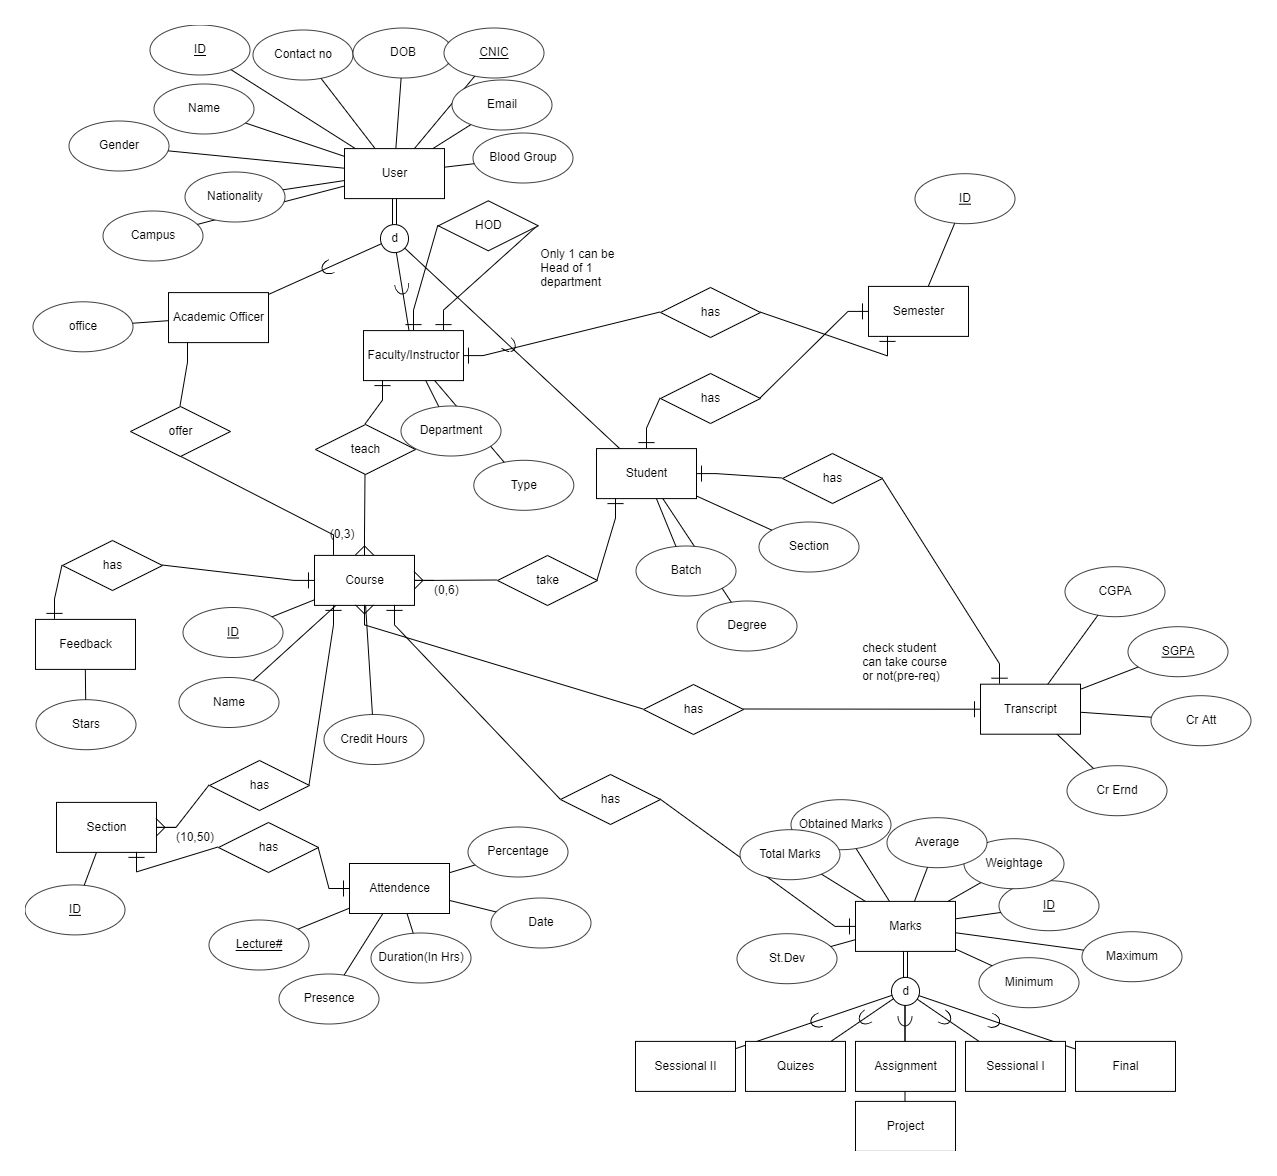 ID
Contact no
DOB
CNIC
Name
Email
Gender
Blood Group
User
Nationality
Campus
ID
HOD
d
Only 1 can be
Head of 1
department
Academic Officer
office
has
Semester
Faculty/Instructor
has
offer
Department
teach
Student
has
Type
(0,3)
Section
has
Course
take
Batch
(0,6)
CGPA
Degree
ID
Feedback
SGPA
check student
can take course
or not(pre-req)
Name
Stars
Credit Hours
has
Transcript
Cr Att
has
has
Cr Ernd
Section
(10,50)
has
Obtained Marks
Average
Percentage
Total Marks
Weightage
Attendence
ID
ID
Date
Marks
Lecture#
Duration(In Hrs)
St.Dev
Maximum
Minimum
Presence
d
Sessional II
Quizes
Assignment
Sessional I
Final
Project